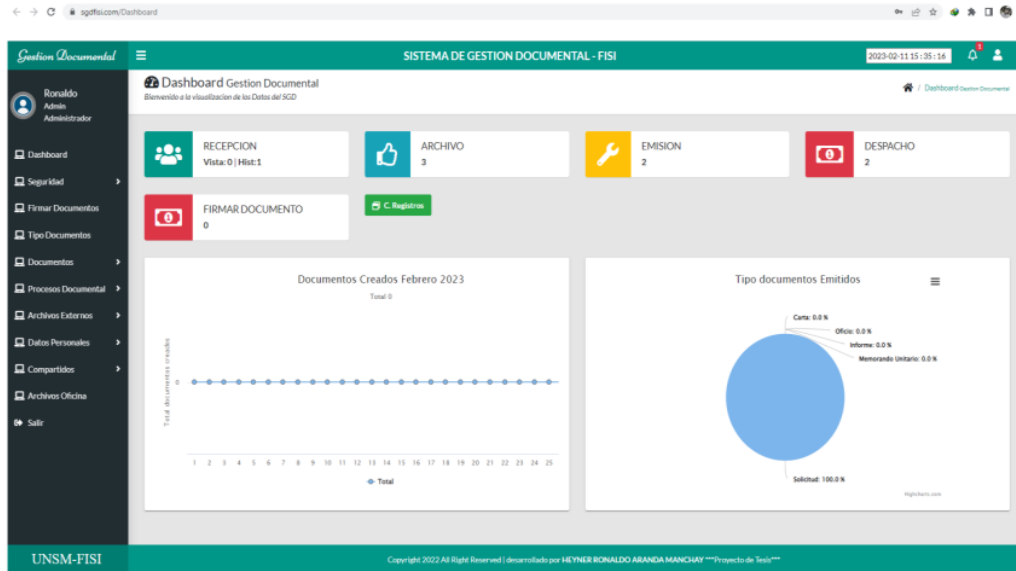 sgdfisi.com/Dashboard
Gestion Documental
SISTEMA DE GESTION DOCUMENTAL - FISI
2023-02-11 15:35:16
1
Ronaldo
Admin
Administrador
Dashboard Gestion Documental
Bienvenido a la visualizacion de los Datos del SGD
/ Dashboard Gestion Documental
Dashboard
Seguridad
Firmar Documentos
Tipo Documentos
Documentos
Procesos Documental
Archivos Externos
Datos Personales
Compartidos
Archivos Oficina
Salir
RECEPCION
Vista: 0 | Hist:1
ARCHIVO
3
EMISION
2
DESPACHO
2
FIRMAR DOCUMENTO
0
C. Registros
Documentos Creados Febrero 2023
Total 0
Total documentos creados
0
1 2 3 4 5 6 7 8 9 10 11 12 13 14 15 16 17 18 19 20 21 22 23 24 25
Total
Tipo documentos Emitidos
Carta: 0.0 %
Oficio: 0.0 %
Informe: 0.0 %
Memorando Unitario: 0.0 %
Solicitud: 100.0 %
Highcharts.com
UNSM-FISI
Copyright 2022 All Right Reserved | desarrollado por HEYNER RONALDO ARANDA MANCHAY ***Proyecto de Tesis***